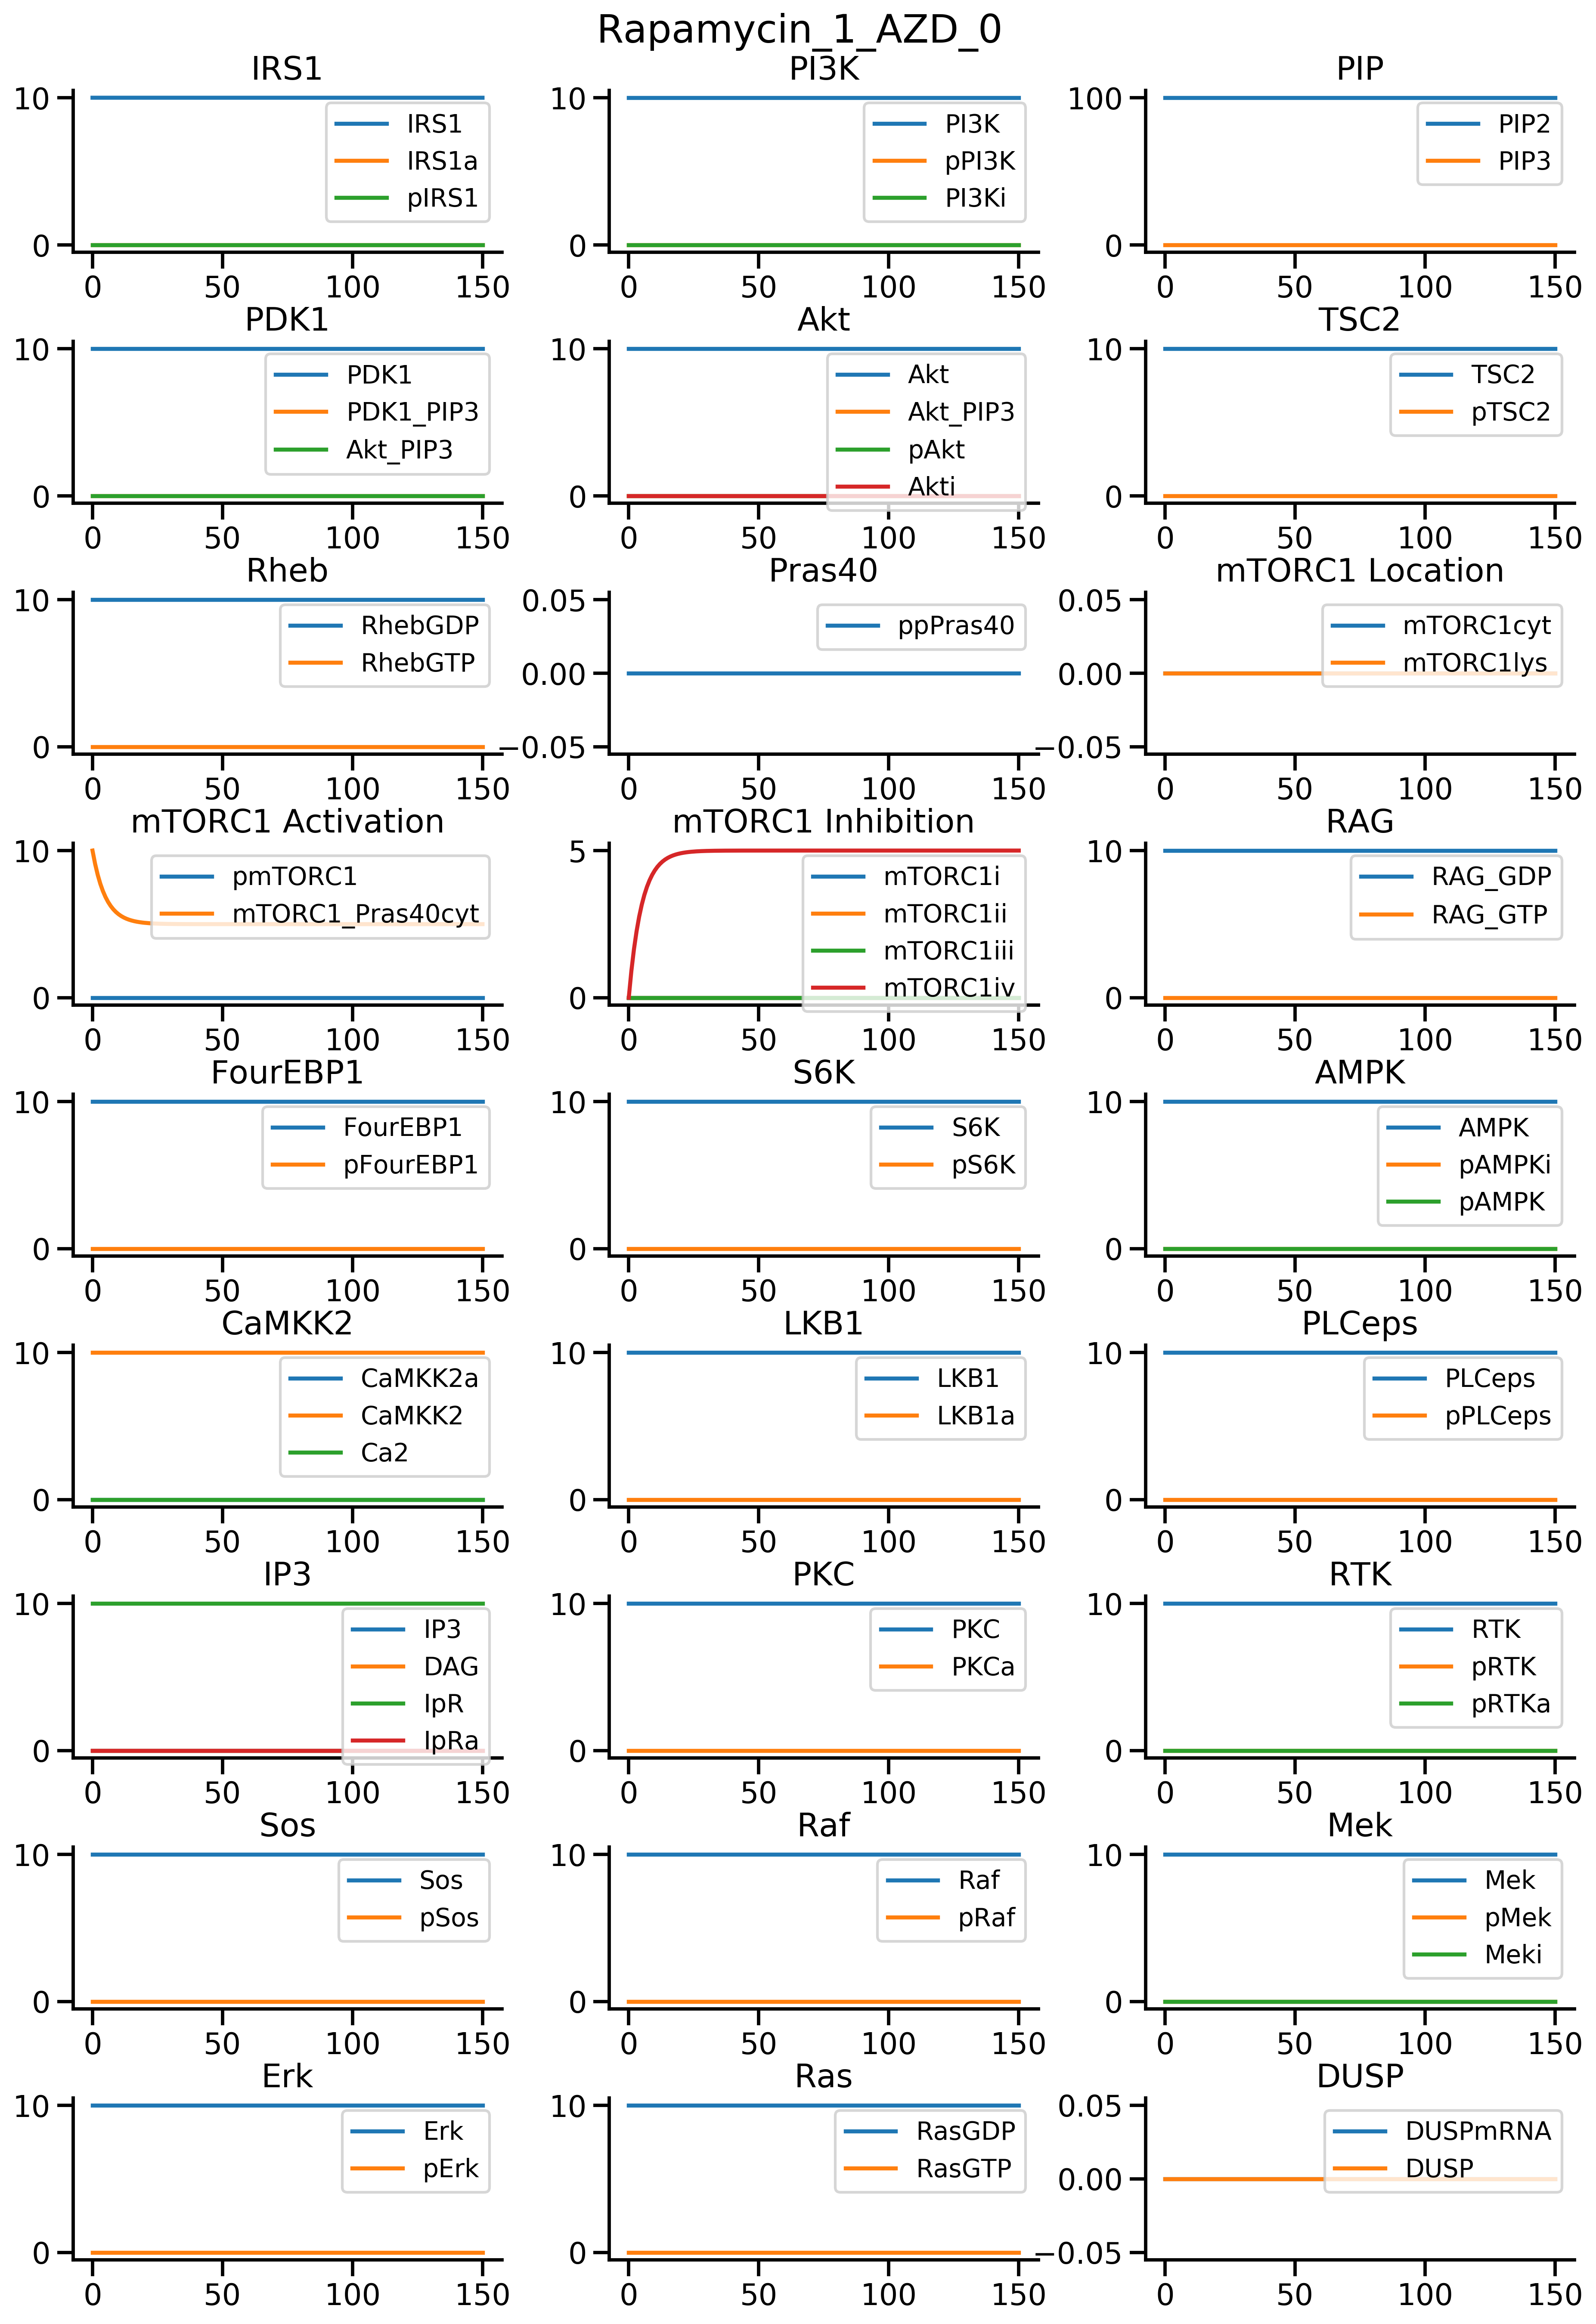 Rapamycin_1_AZD_0
IRS1
PI3K
PIP
10
0
IRS1
IRS1a
pIRS1
0 50 100 150
10
0
PI3K
pPI3K
PI3Ki
0 50 100 150
100
0
PIP2
PIP3
0 50 100 150
PDK1
Akt
TSC2
10
0
PDK1
PDK1_PIP3
Akt_PIP3
0 50 100 150
10
0
Akt
Akt_PIP3
pAkt
Akti
0 50 100 150
10
0
TSC2
pTSC2
0 50 100 150
Rheb
Pras40
mTORC1 Location
10
0
RhebGDP
RhebGTP
0 50 100 150
0.05
0.00
−0.05
ppPras40
0 50 100 150
0.05
0.00
−0.05
mTORC1cyt
mTORC1lys
0 50 100 150
mTORC1 Activation
mTORC1 Inhibition
RAG
10
0
pmTORC1
mTORC1_Pras40cyt
0 50 100 150
5
0
mTORC1i
mTORC1ii
mTORC1iii
mTORC1iv
0 50 100 150
10
0
RAG_GDP
RAG_GTP
0 50 100 150
FourEBP1
S6K
AMPK
10
0
FourEBP1
pFourEBP1
0 50 100 150
10
0
S6K
pS6K
0 50 100 150
10
0
AMPK
pAMPKi
pAMPK
0 50 100 150
CaMKK2
LKB1
PLCeps
10
0
CaMKK2a
CaMKK2
Ca2
0 50 100 150
10
0
LKB1
LKB1a
0 50 100 150
10
0
PLCeps
pPLCeps
0 50 100 150
IP3
PKC
RTK
10
0
IP3
DAG
IpR
IpRa
0 50 100 150
10
0
PKC
PKCa
0 50 100 150
10
0
RTK
pRTK
pRTKa
0 50 100 150
Sos
Raf
Mek
10
0
Sos
pSos
0 50 100 150
10
0
Raf
pRaf
0 50 100 150
10
0
Mek
pMek
Meki
0 50 100 150
Erk
Ras
DUSP
10
0
Erk
pErk
0 50 100 150
10
0
RasGDP
RasGTP
0 50 100 150
0.05
0.00
−0.05
DUSPmRNA
DUSP
0 50 100 150